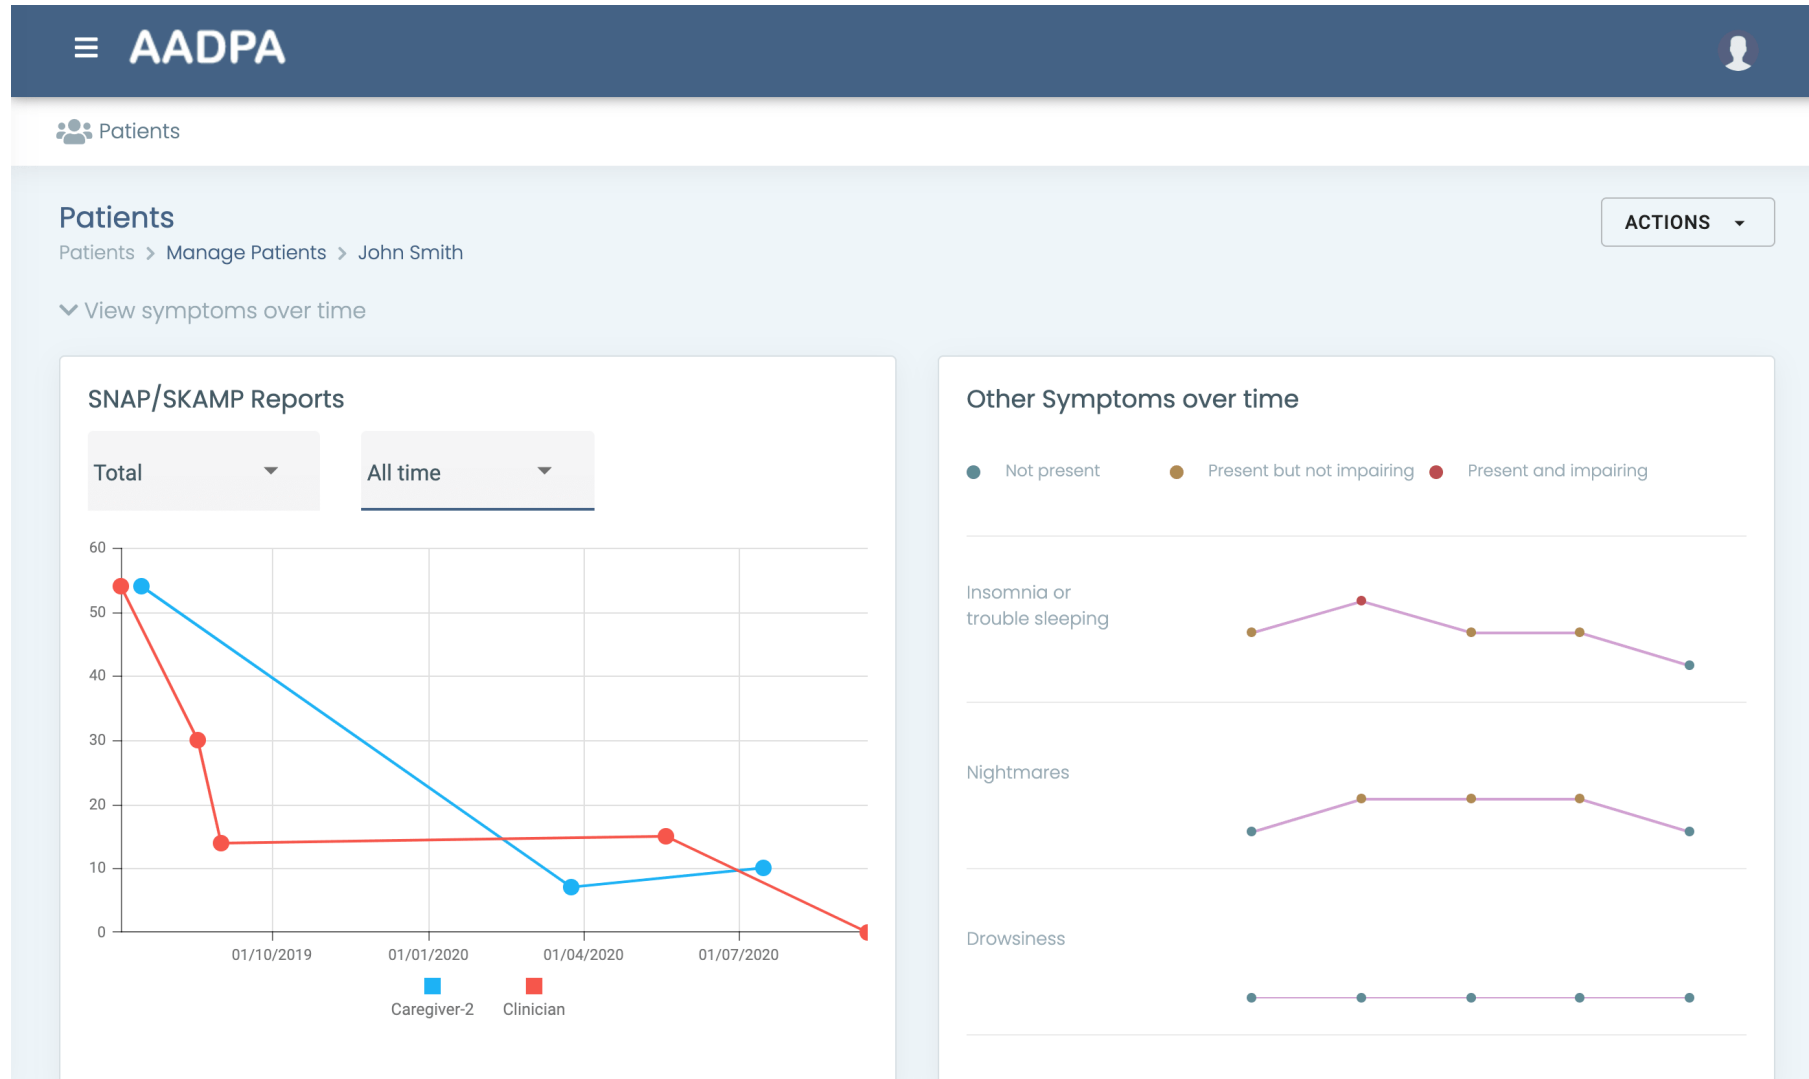 AADPA
Patients
Patients
ACTIONS
Patients > Manage Patients > John Smith
View symptoms over time
SNAP/SKAMP Reports
Total
All time
60
50
40
30
20
10
0
01/10/2019
01/01/2020
01/04/2020
01/07/2020
Caregiver-2
Clinician
Other Symptoms over time
Not present
Present but not impairing
Present and impairing
Insomnia or
trouble sleeping
Nightmares
Drowsiness